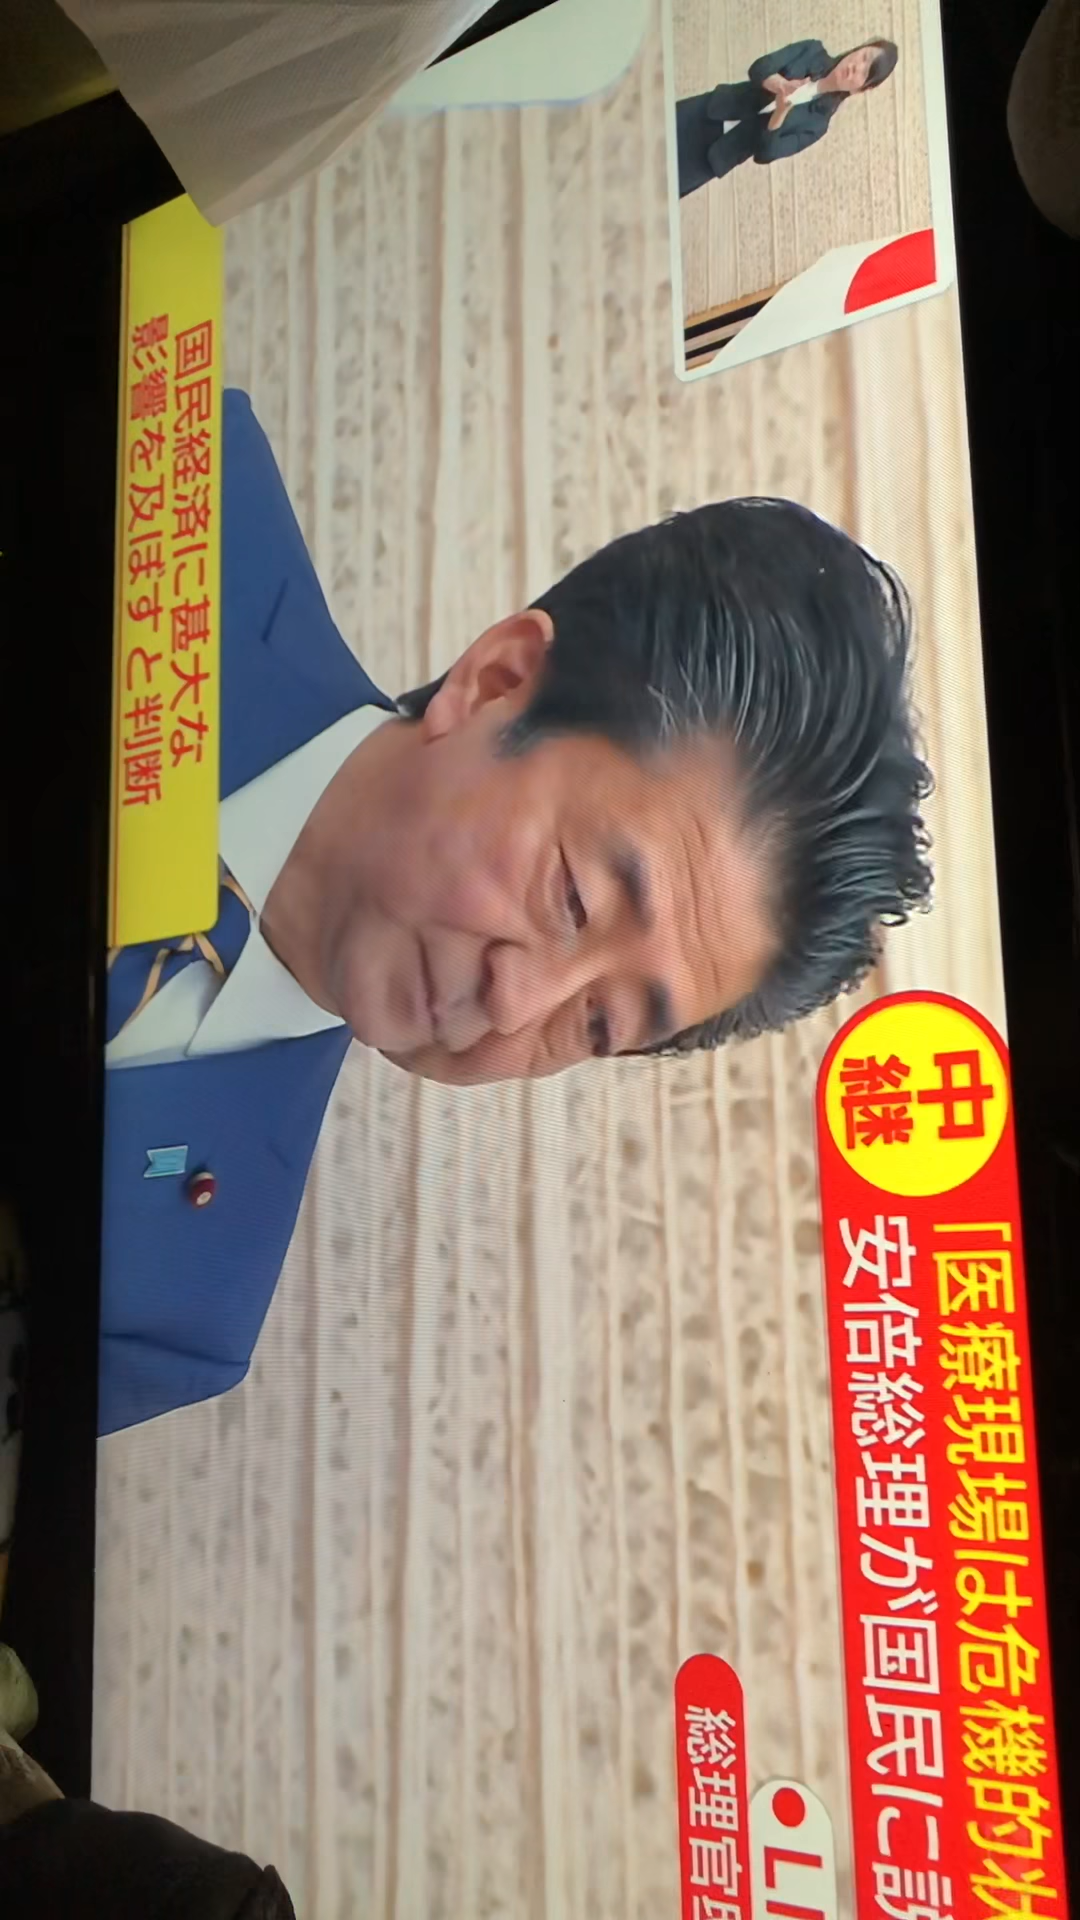 中継
「医療現場は危機的状
安倍総理が国民に説
LI
総理官邸
国民経済に甚大な
影響を及ぼすと判断